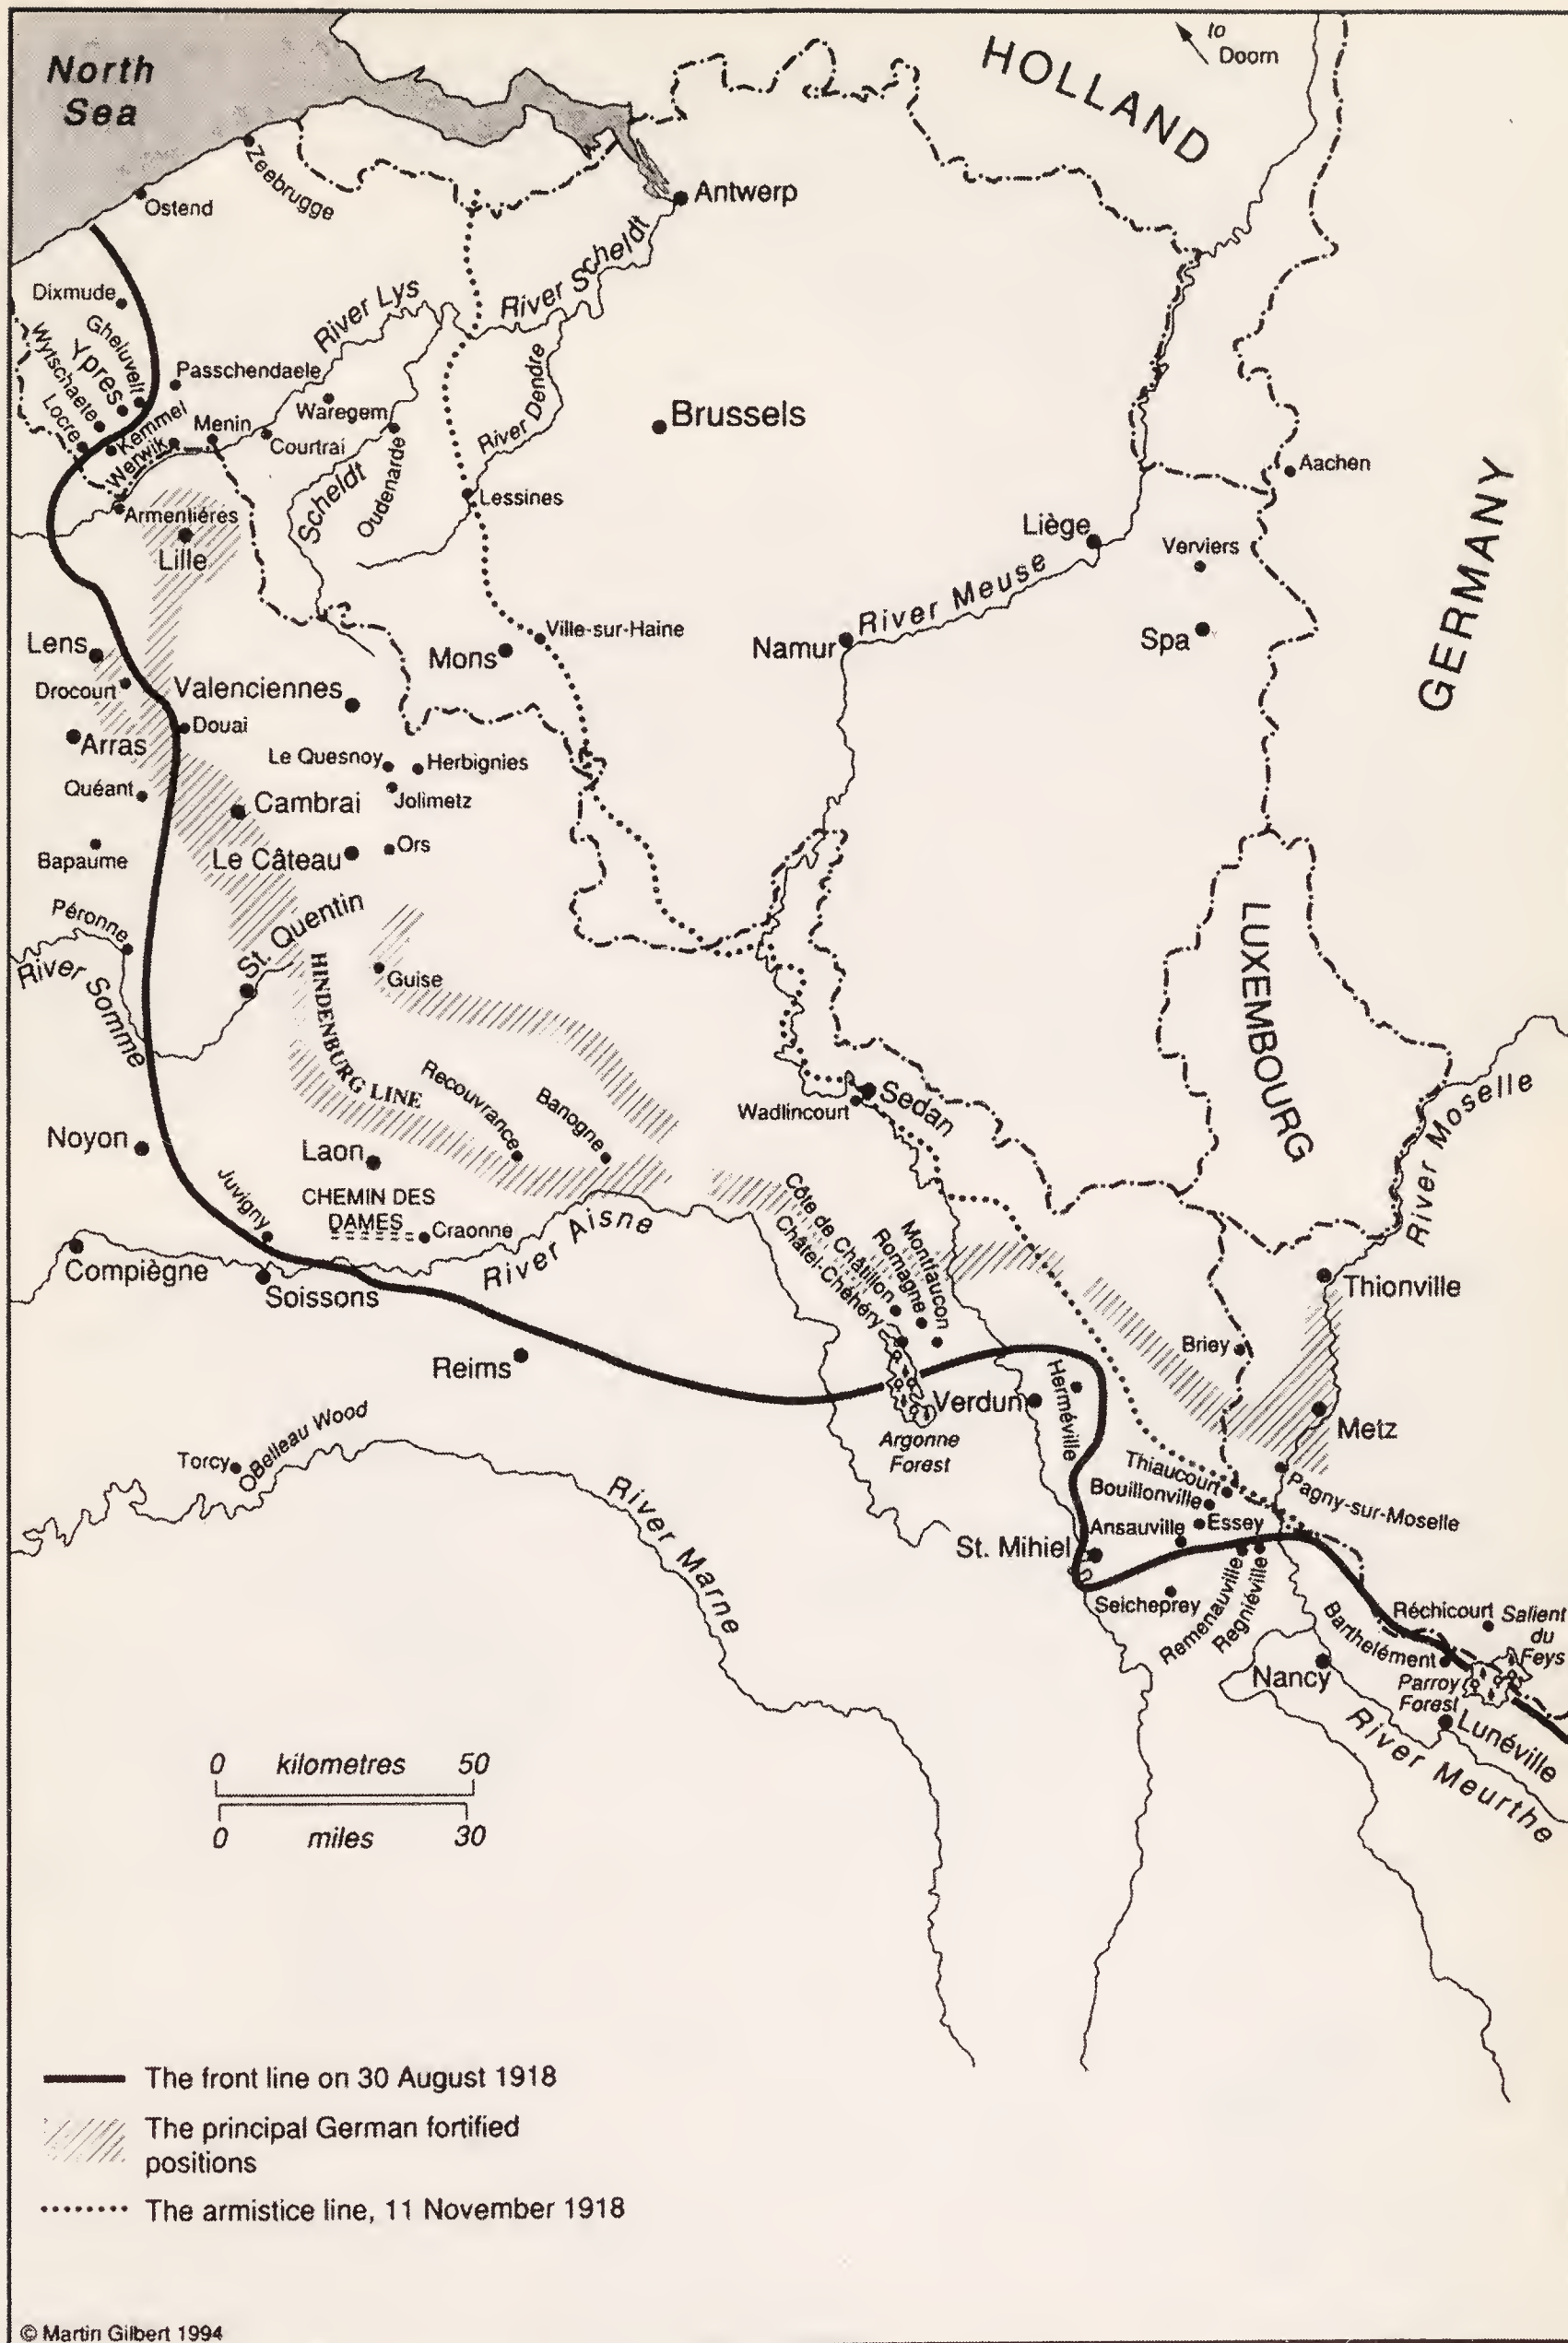 North
Sea
HOLLAND
to
Doorn
Zeebrugge
Ostend
Antwerp
River Scheldt
Dixmude
River Lys
Gheluvelt
Ypres
Wytschaete
Locre
Passchendaele
Kemmel
Werwik
Menin
Waregem
Courtrai
River Dendre
Brussels
Scheldt
Oudenarde
Lessines
Armentiéres
Lille
Aachen
GERMANY
Liège
Verviers
River Meuse
Spa
Namur
Lens
Ville-sur-Haine
Mons
Drocourt
Valenciennes
Douai
Arras
Le Quesnoy
Herbignies
Quéant
Jolimetz
Cambrai
Bapaume
Le Câteau
Ors
Péronne
River Somme
St. Quentin
Guise
HINDENBURG LINE
LUXEMBOURG
Recouvrance
Banogne
Wadlincourt
Sedan
River Moselle
Noyon
Laon
Juvigny
CHEMIN DES
DAMES
Craonne
River Aisne
Compiègne
Soissons
Côte de Châtillon
Châtel-Chéhéry
Romagne
Montfaucon
Thionville
Briey
Reims
Verdun
Herméville
Argonne
Forest
Metz
Torcy
Belleau Wood
River Marne
Thiaucourt
Bouillonville
Pagny-sur-Moselle
Ansauville
Essey
St. Mihiel
Seicheprey
Remenauville
Regniéville
Réchicourt
Salient
du
Feys
Barthelément
Nancy
Parroy
Forest
Lunéville
River Meurthe
0 kilometres 50
0 miles 30
The front line on 30 August 1918
The principal German fortified
positions
The armistice line, 11 November 1918
© Martin Gilbert 1994